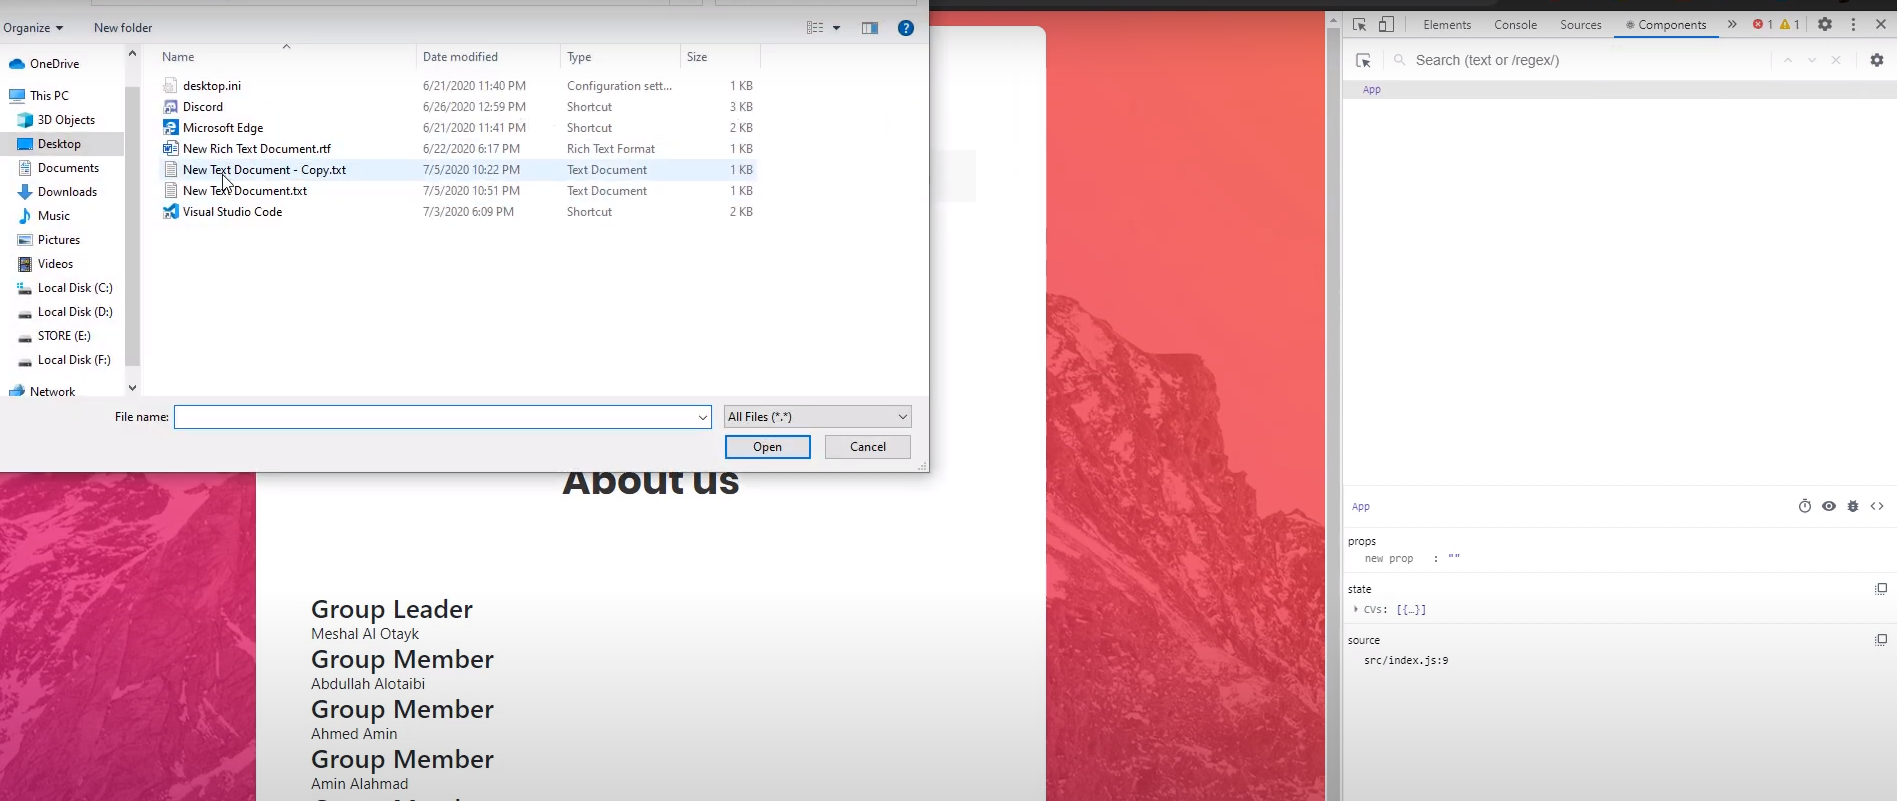 Organize
New folder
Name
Date modified
Type
Size
OneDrive
This PC
3D Objects
Desktop
Documents
Downloads
Music
Pictures
Videos
Local Disk (C:)
Local Disk (D:)
STORE (E:)
Local Disk (F:)
Network
desktop.ini 6/21/2020 11:40 PM Configuration sett... 1 KB
Discord 6/26/2020 12:59 PM Shortcut 3 KB
Microsoft Edge 6/21/2020 11:41 PM Shortcut 2 KB
New Rich Text Document.rtf 6/22/2020 6:17 PM Rich Text Format 1 KB
New Text Document - Copy.txt 7/5/2020 10:22 PM Text Document 1 KB
New Text Document.txt 7/5/2020 10:51 PM Text Document 1 KB
Visual Studio Code 7/3/2020 6:09 PM Shortcut 2 KB
File name:
All Files (*.*)
Open
Cancel
About us
Group Leader
Meshal Al Otayk
Group Member
Abdullah Alotaibi
Group Member
Ahmed Amin
Group Member
Amin Alahmad
Elements
Console
Sources
Components
» 1 1
Search (text or /regex/)
App
App
props
new prop : ""
state
CVs: [{…}]
source
src/index.js:9